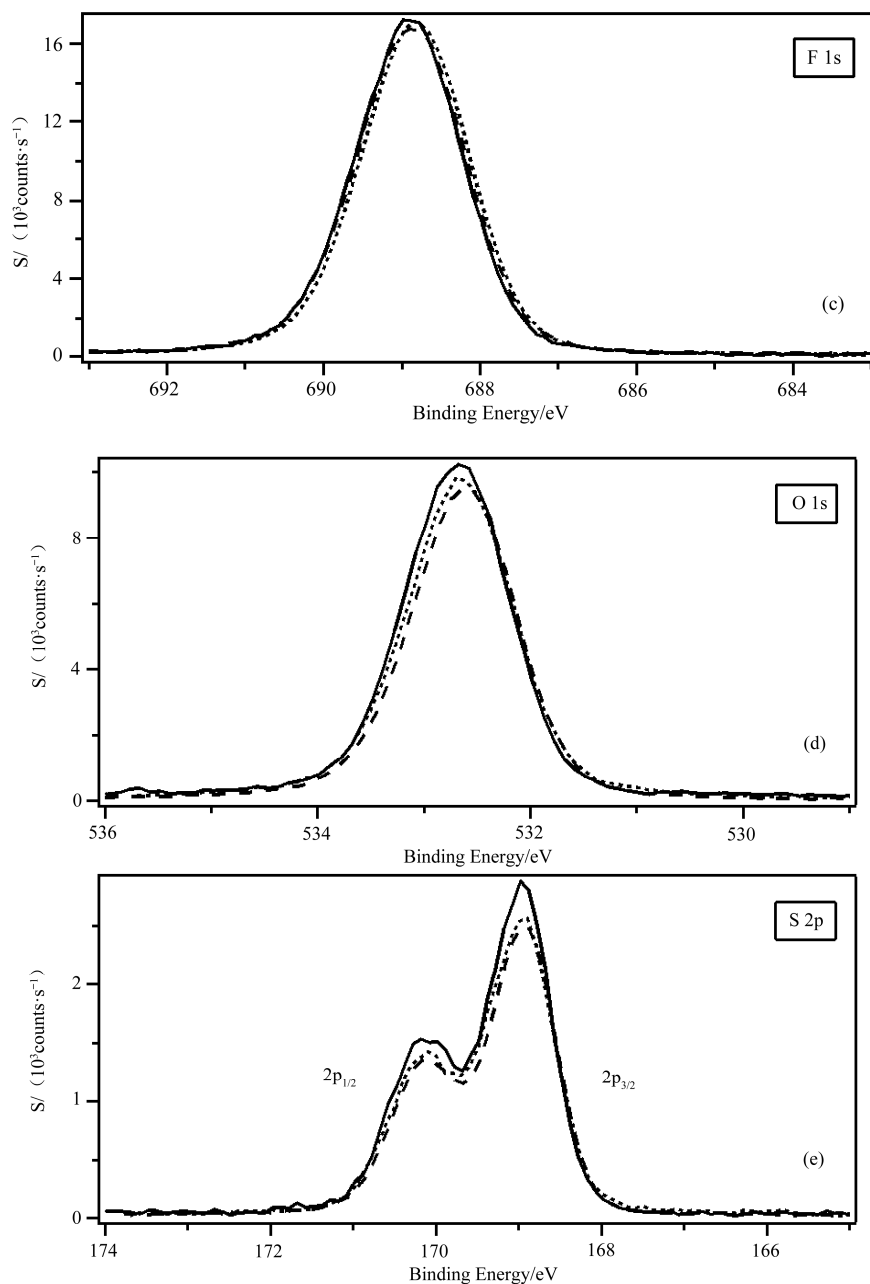 16
F 1s
12
S/（10³counts·s⁻¹）
8
4
(c)
0
692 690 688 686 684
Binding Energy/eV
O 1s
8
S/（10³counts·s⁻¹）
4
(d)
0
536 534 532 530
Binding Energy/eV
S 2p
2
S/（10³counts·s⁻¹）
2p₁/₂ 2p₃/₂
1
(e)
0
174 172 170 168 166
Binding Energy/eV